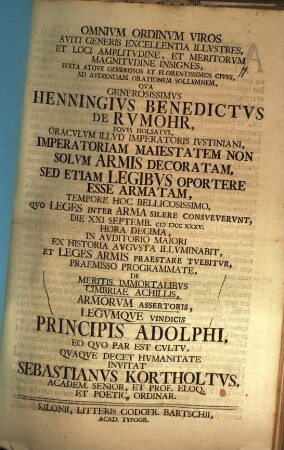 OMNIVM ORDINVM VIROS
AVITI GENERIS EXCELLENTIA ILLVSTRES,
ET LOCI AMPLITVDINE, ET MERITORVM
MAGNITVDINE INSIGNES,
IVXTA ATQVE GENEROSOS ET FLORENTISSIMOS CIVES,
AD AVDIENDAM ORATIONEM SOLLEMNEM,
QVA
GENEROSISSIMVS
HENNINGIVS BENEDICTVS
DE RVMOHR,
EQVES HOLSATVS,
ORACVLVM ILLVD IMPERATORIS IVSTINIANI,
IMPERATORIAM MAIESTATEM NON
SOLVM ARMIS DECORATAM,
SED ETIAM LEGIBVS OPORTERE
ESSE ARMATAM,
TEMPORE HOC BELLICOSISSIMO,
QVO LEGES INTER ARMA SILERE CONSVEVERVNT,
DIE XXI SEPTEMB. CIↃ IↃCC XXXV.
HORA DECIMA,
IN AVDITORIO MAIORI
EX HISTORIA AVGVSTA ILLVMINABIT,
ET LEGES ARMIS PRAESTARE TVEBITVR,
PRAEMISSO PROGRAMMATE,
DE
MERITIS IMMORTALIBVS
CIMBRIAE ACHILLIS,
ARMORVM ASSERTORIS,
LEGVMQVE VINDICIS
PRINCIPIS ADOLPHI,
EO QVO PAR EST CVLTV,
QVAQVE DECET HVMANITATE
INVITAT
SEBASTIANVS KORTHOLTVS,
ACADEM. SENIOR, ET PROF. ELOQ.
ET POETIC. ORDINAR.
KILONII, LITTERIS GODOFR. BARTSCHII,
ACAD. TYPOGR.